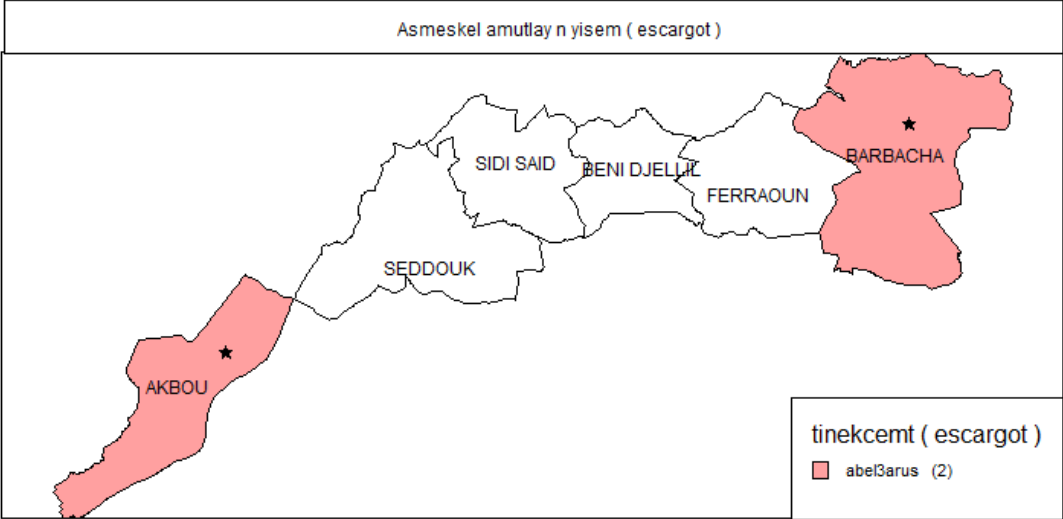 Asmeskel amutlay n yisem ( escargot )
BARBACHA
SIDI SAID
BENI DJELLIL
FERRAOUN
SEDDOUK
AKBOU
tinekcemt ( escargot )
abel3arus (2)